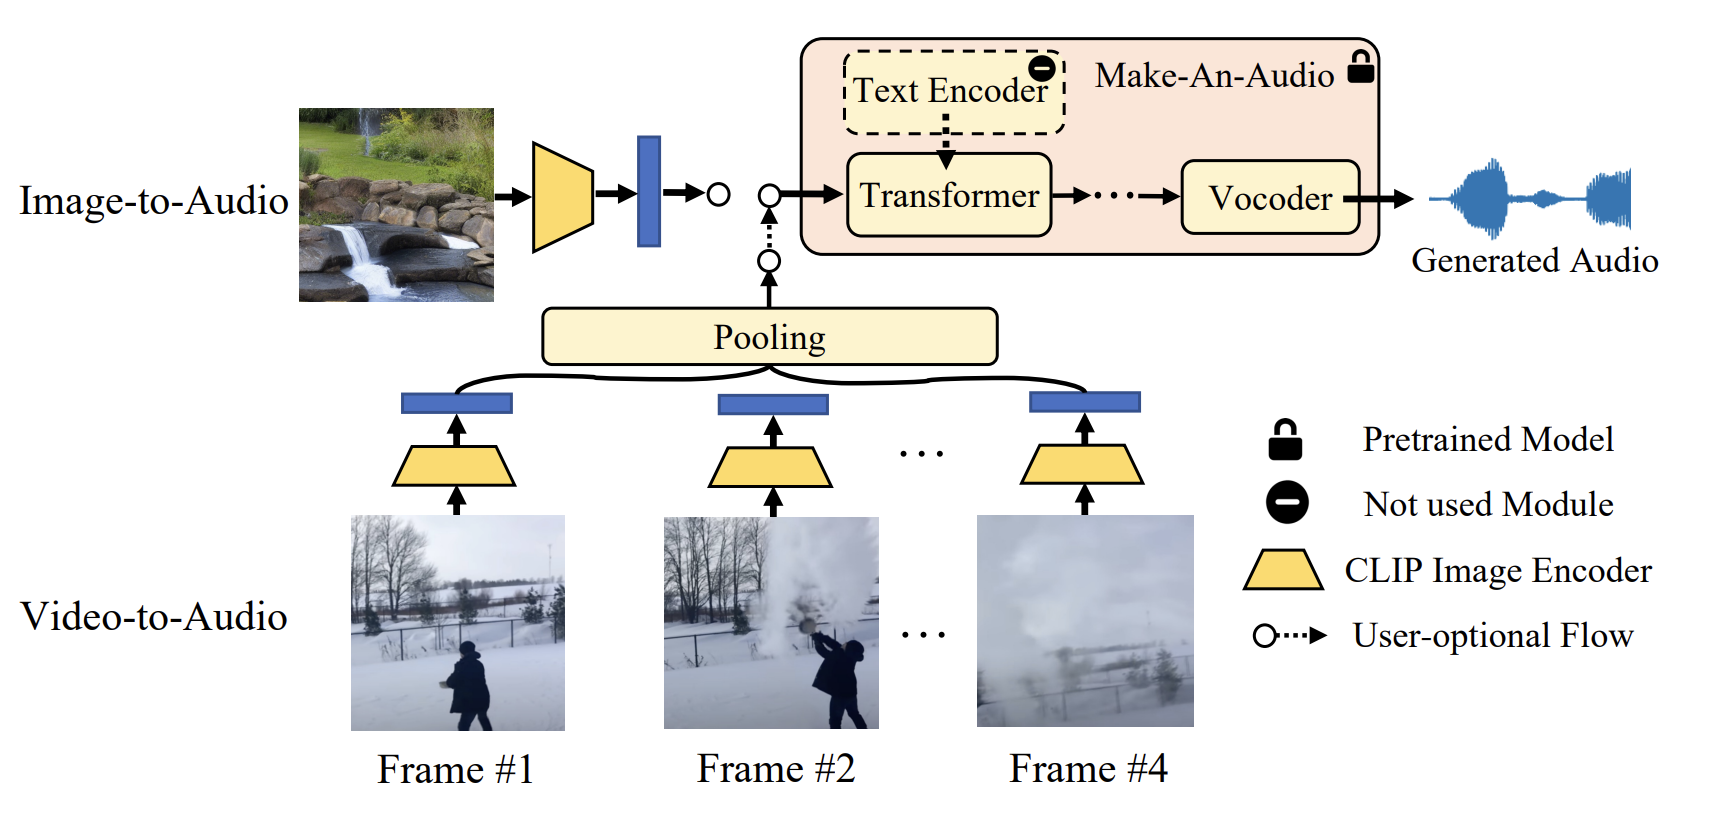 Text Encoder
Make-An-Audio
Image-to-Audio
Transformer
Vocoder
Generated Audio
Pooling
Pretrained Model
Not used Module
CLIP Image Encoder
User-optional Flow
Video-to-Audio
Frame #1
Frame #2
Frame #4